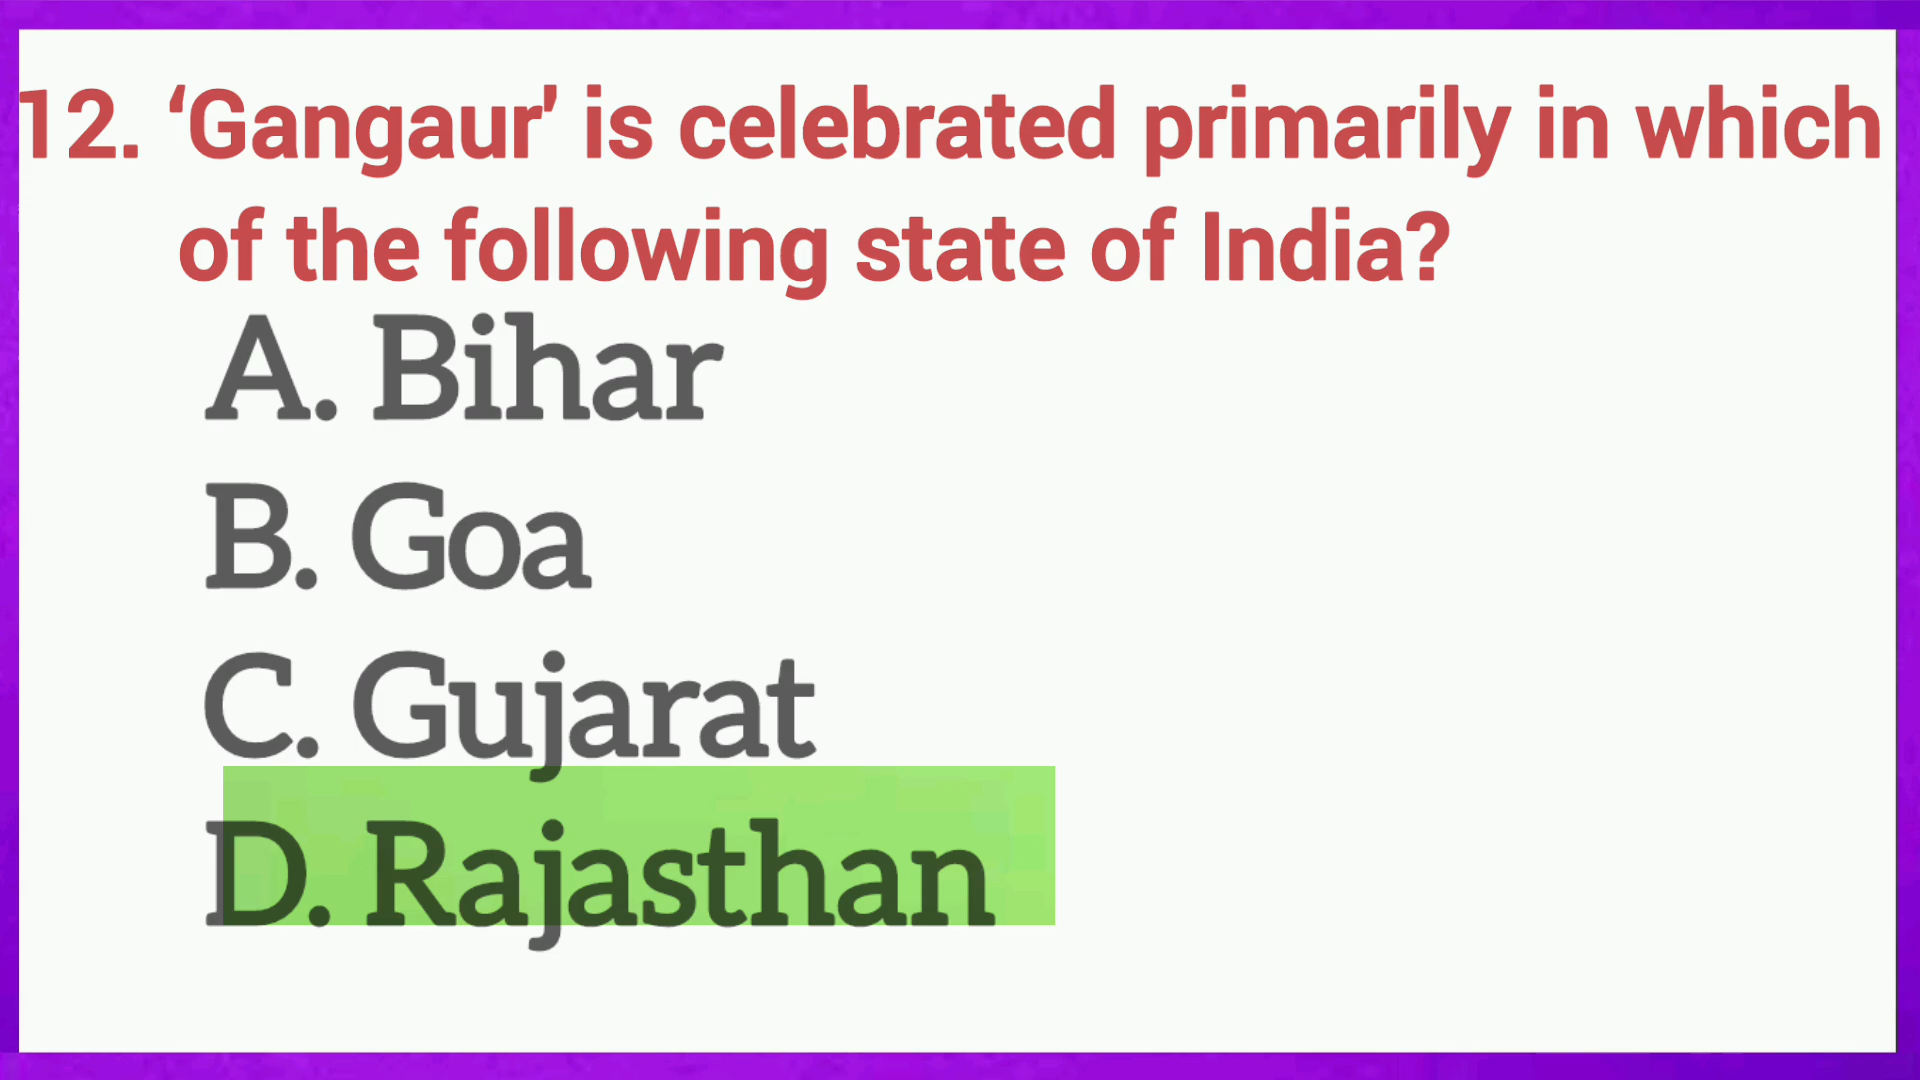 12. ‘Gangaur' is celebrated primarily in which
of the following state of India?
A. Bihar
B. Goa
C. Gujarat
D. Rajasthan